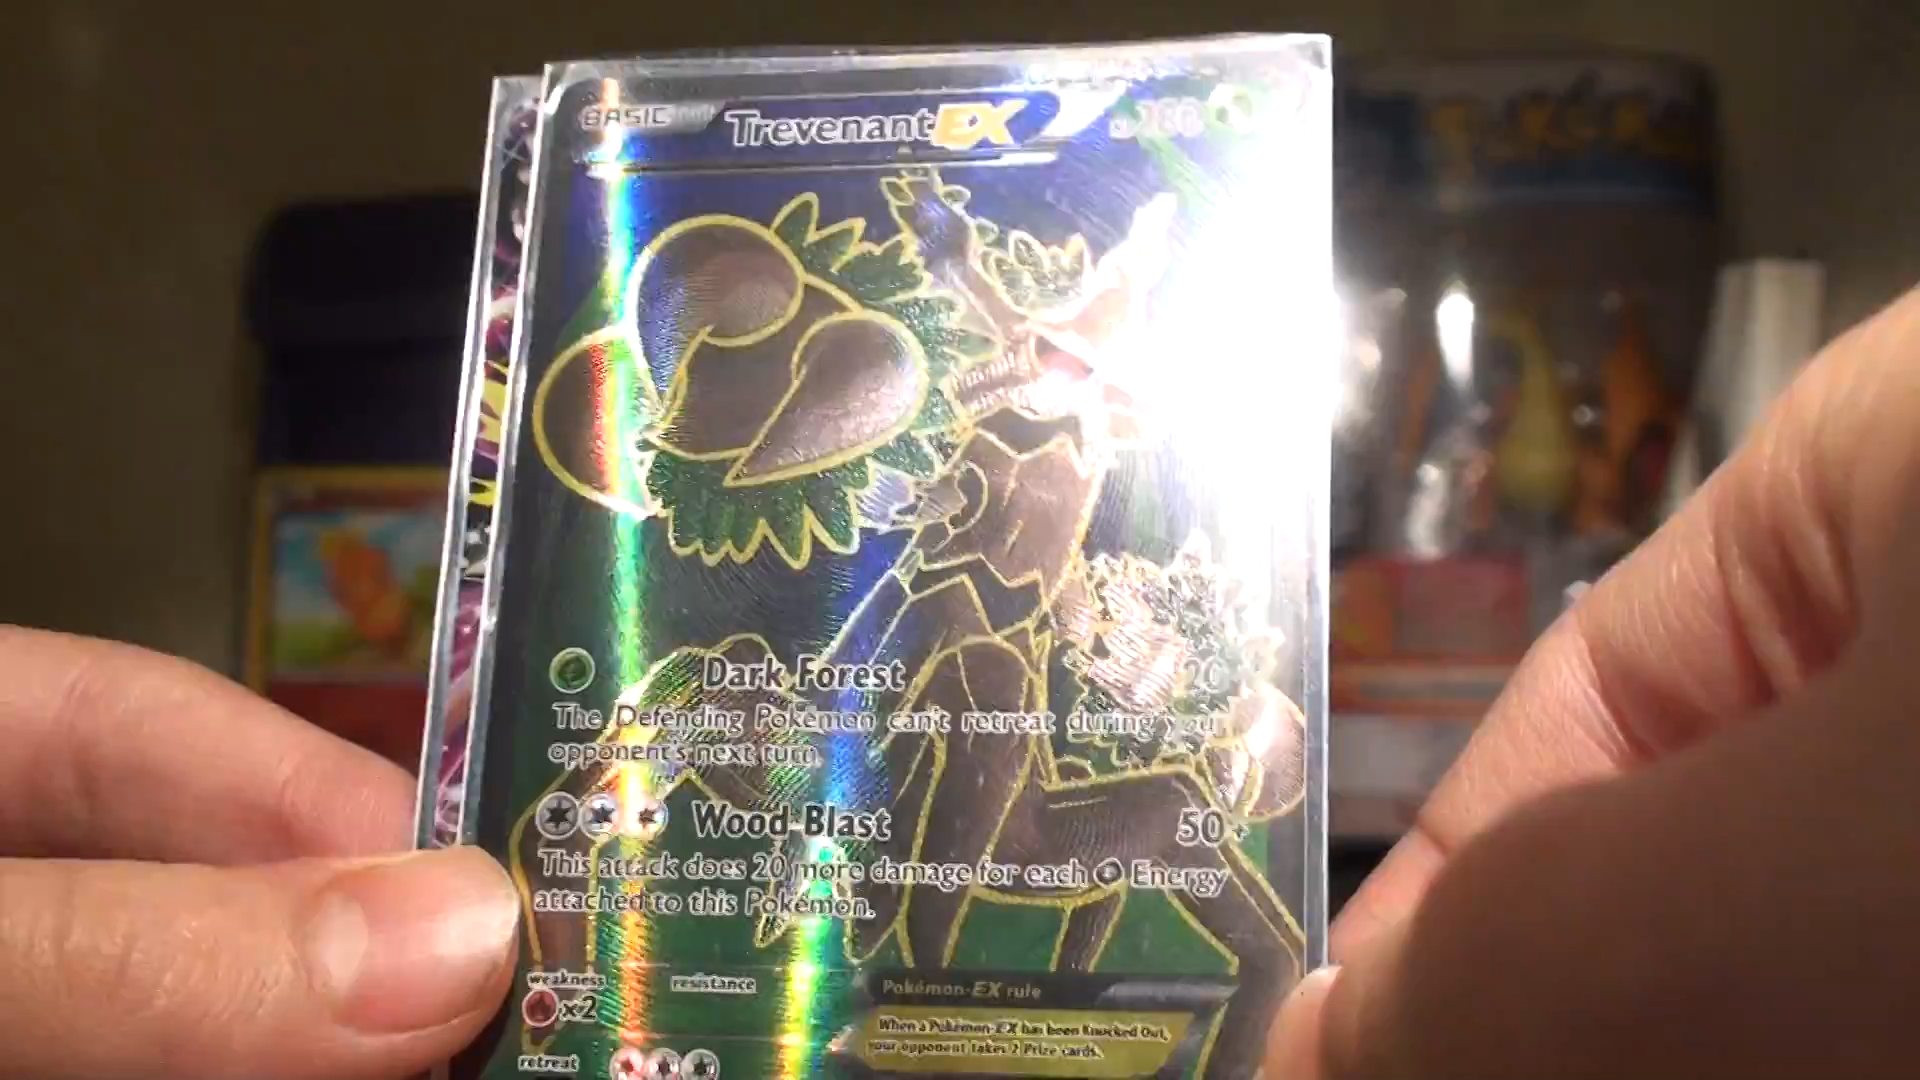 BASIC
Trevenant EX 180
Dark Forest 20
The Defending Pokémon can't retreat during your
opponent's next turn.
Wood Blast 50+
This attack does 20 more damage for each Energy
attached to this Pokémon.
weakness resistance
x2
retreat
Pokémon-EX rule
When a Pokémon-EX has been Knocked Out,
your opponent takes 2 Prize cards.